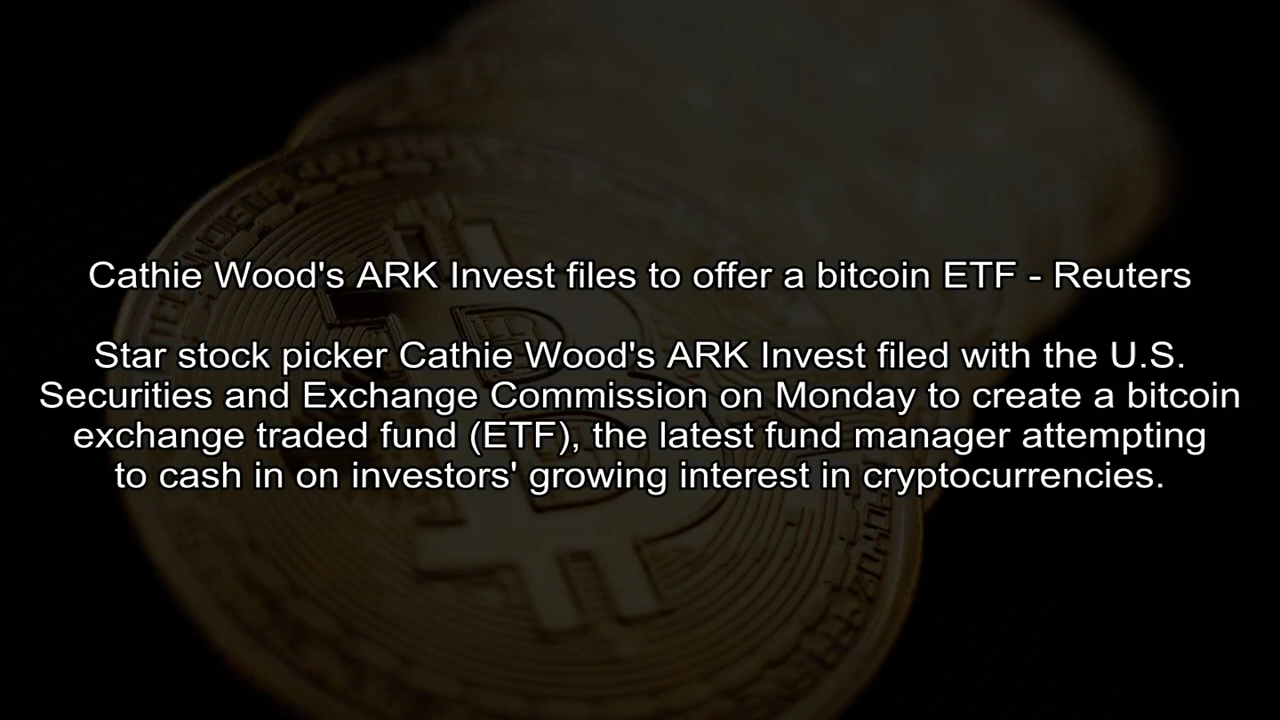 Cathie Wood's ARK Invest files to offer a bitcoin ETF - Reuters
Star stock picker Cathie Wood's ARK Invest filed with the U.S.
Securities and Exchange Commission on Monday to create a bitcoin
exchange traded fund (ETF), the latest fund manager attempting
to cash in on investors' growing interest in cryptocurrencies.